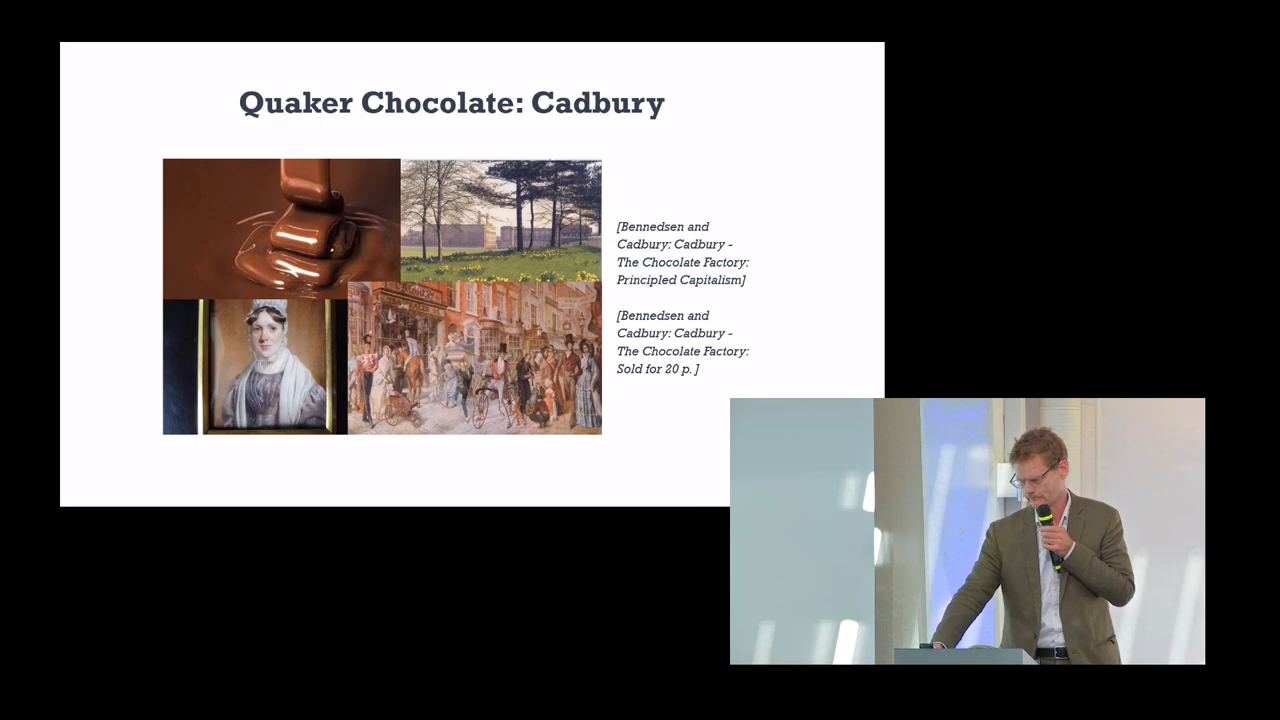 Quaker Chocolate: Cadbury
[Bennedsen and
Cadbury: Cadbury -
The Chocolate Factory:
Principled Capitalism]
[Bennedsen and
Cadbury: Cadbury -
The Chocolate Factory:
Sold for 20 p. ]